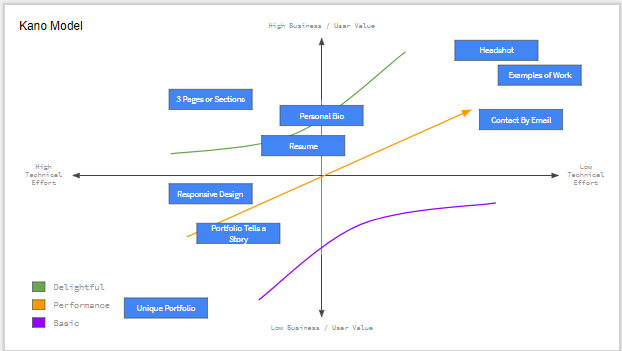 Kano Model
High Business / User Value
Headshot
Examples of Work
3 Pages or Sections
Personal Bio
Contact By Email
Resume
High
Technical
Effort
Low
Technical
Effort
Responsive Design
Portfolio Tells a
Story
Delightful
Performance
Basic
Unique Portfolio
Low Business / User Value